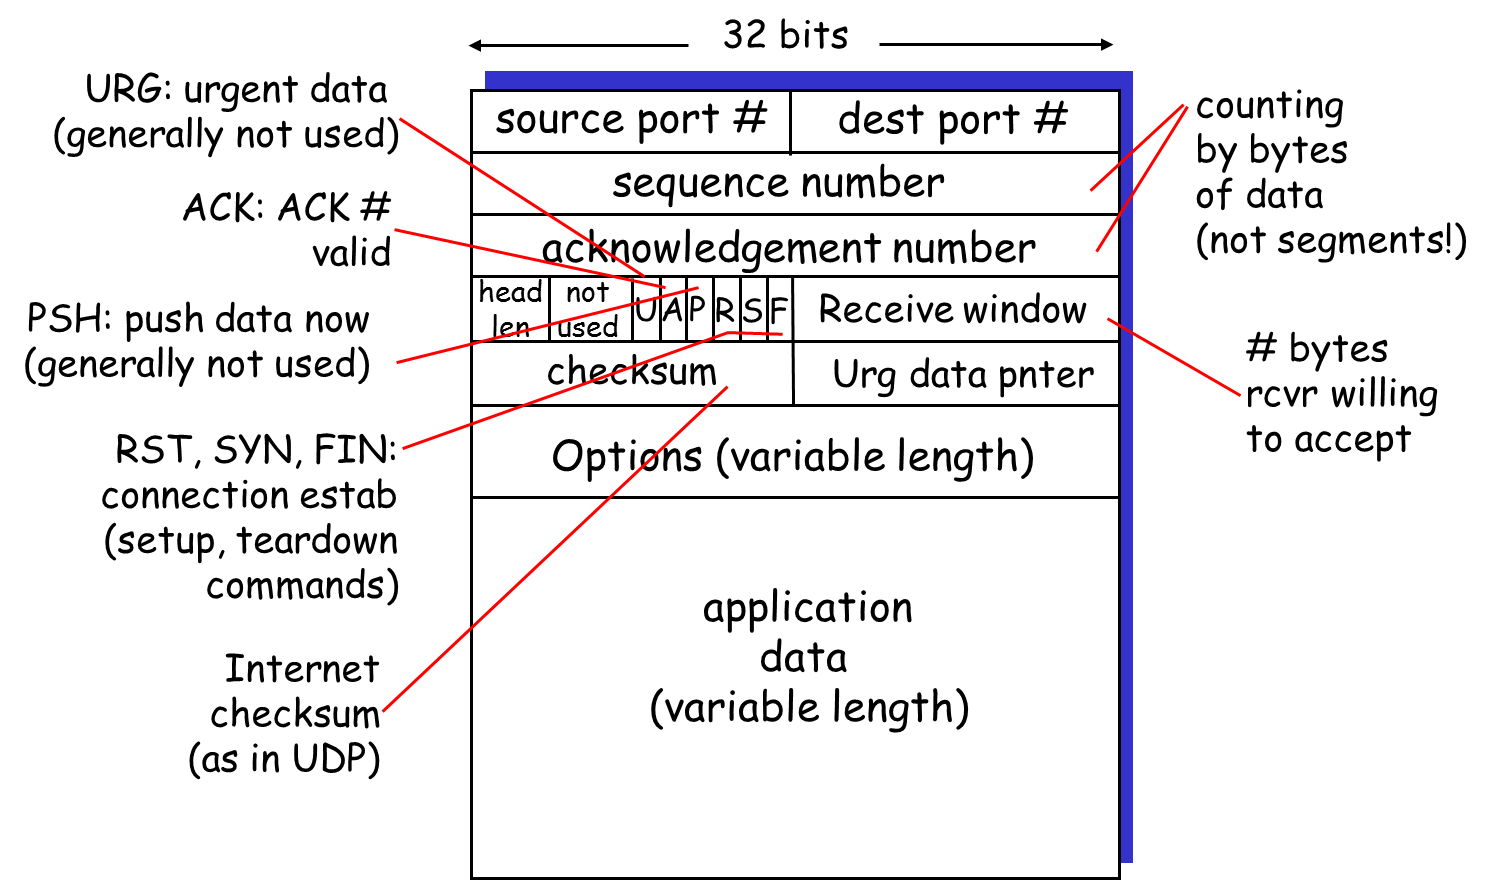 32 bits
URG: urgent data
(generally not used)
ACK: ACK #
valid
PSH: push data now
(generally not used)
RST, SYN, FIN:
connection estab
(setup, teardown
commands)
Internet
checksum
(as in UDP)
source port #
dest port #
sequence number
acknowledgement number
head
len
not
used
U
A
P
R
S
F
Receive window
checksum
Urg data pnter
Options (variable length)
application
data
(variable length)
counting
by bytes
of data
(not segments!)
# bytes
rcvr willing
to accept